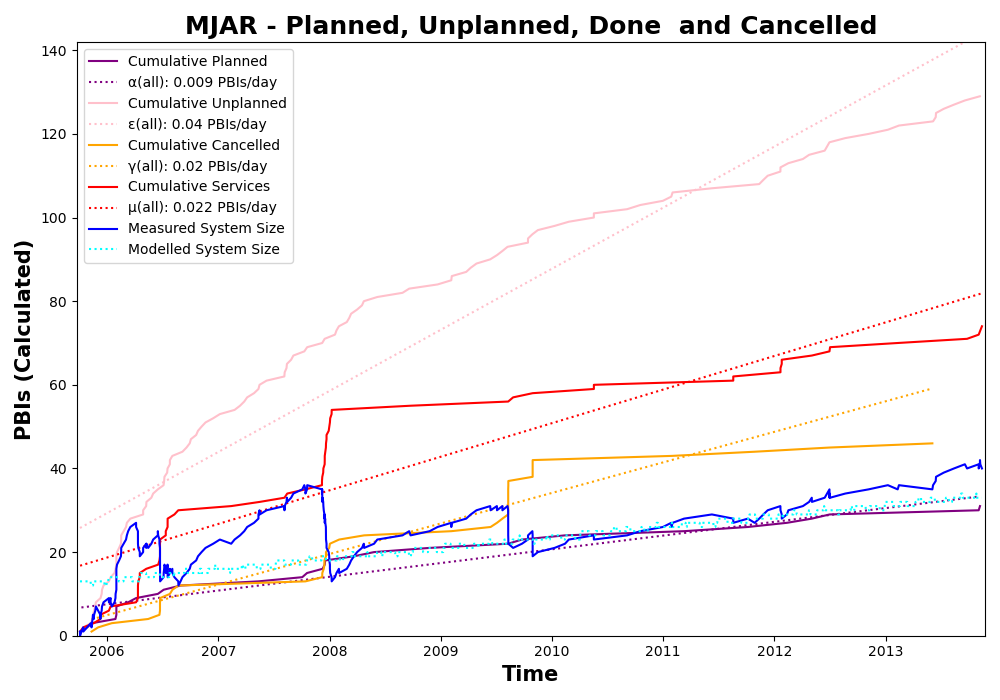 MJAR - Planned, Unplanned, Done  and Cancelled
PBIs (Calculated)
140
120
100
80
60
40
20
0
Cumulative Planned
α(all): 0.009 PBIs/day
Cumulative Unplanned
ε(all): 0.04 PBIs/day
Cumulative Cancelled
γ(all): 0.02 PBIs/day
Cumulative Services
μ(all): 0.022 PBIs/day
Measured System Size
Modelled System Size
2006 2007 2008 2009 2010 2011 2012 2013
Time